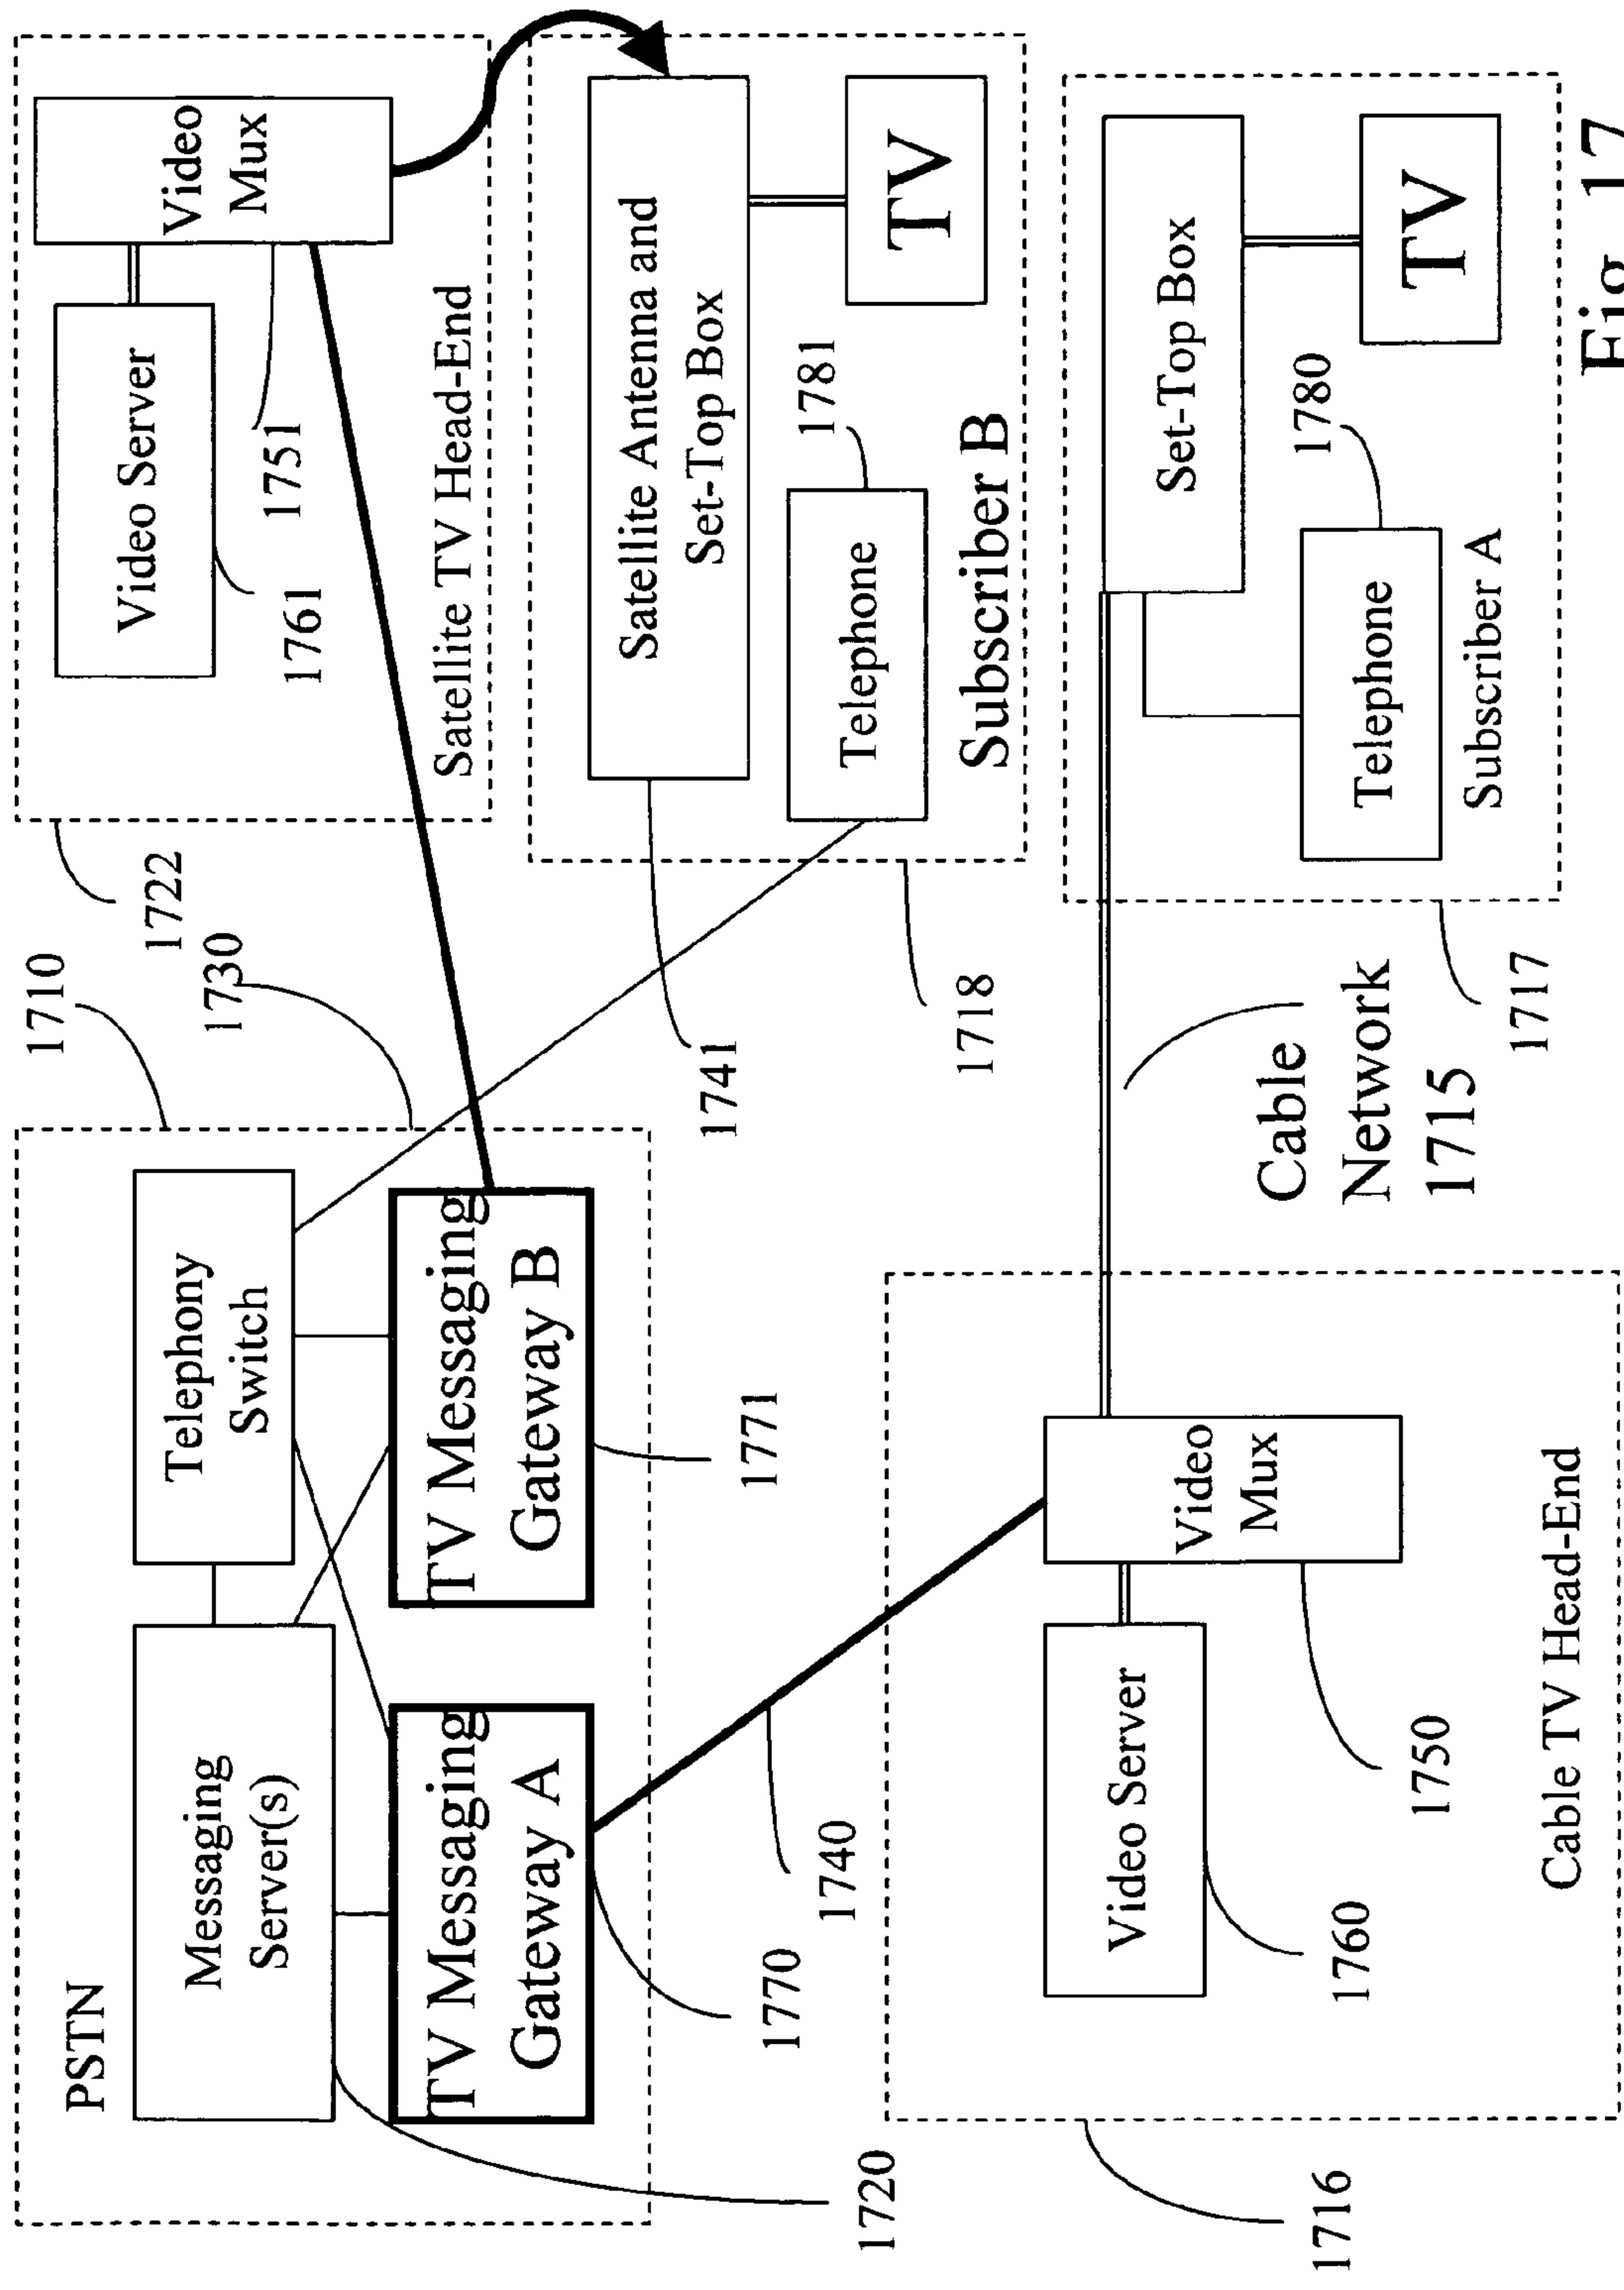 PSTN
Messaging
Server(s)
Telephony
Switch
TV Messaging
Gateway A
TV Messaging
Gateway B
1710
1730
1722
1720
1770
1740
1771
1741
1718
Video Server
Video
Mux
1761
1751
Satellite TV Head-End
Satellite Antenna and
Set-Top Box
Telephone
1781
TV
Subscriber B
Video Server
Video
Mux
1760
1750
Cable TV Head-End
1716
Cable
Network
1715
1717
Set-Top Box
Telephone
1780
TV
Subscriber A
Fig. 17